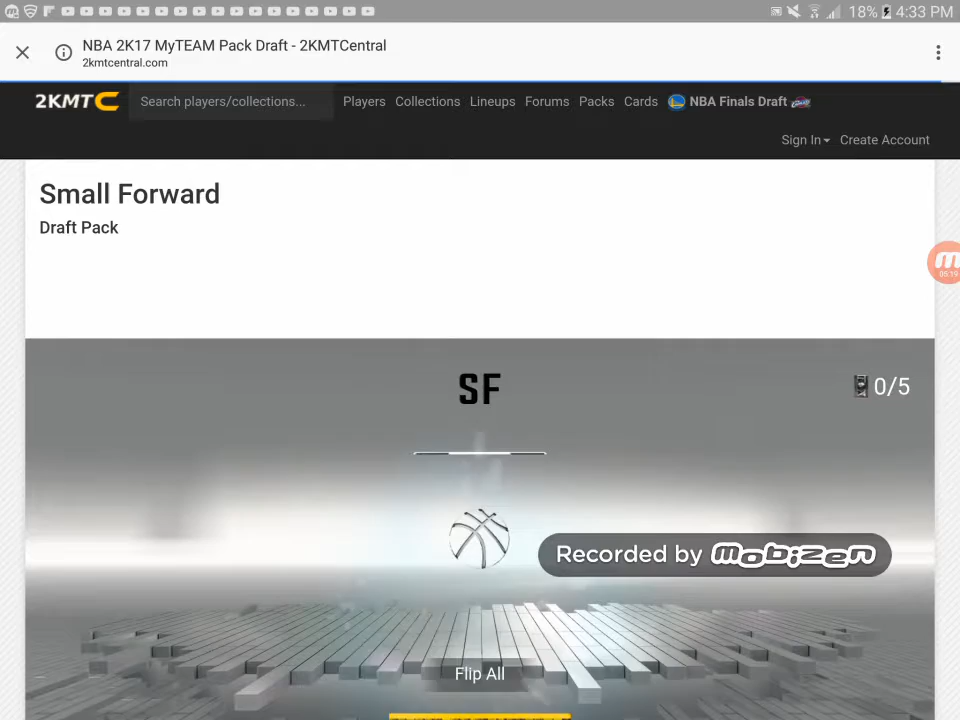 18% 4:33 PM
NBA 2K17 MyTEAM Pack Draft - 2KMTCentral
2kmtcentral.com
2KMTC Search players/collections... Players Collections Lineups Forums Packs Cards NBA Finals Draft
Sign In Create Account
Small Forward
Draft Pack
m
05:19
SF
0/5
Recorded by mobizen
Flip All